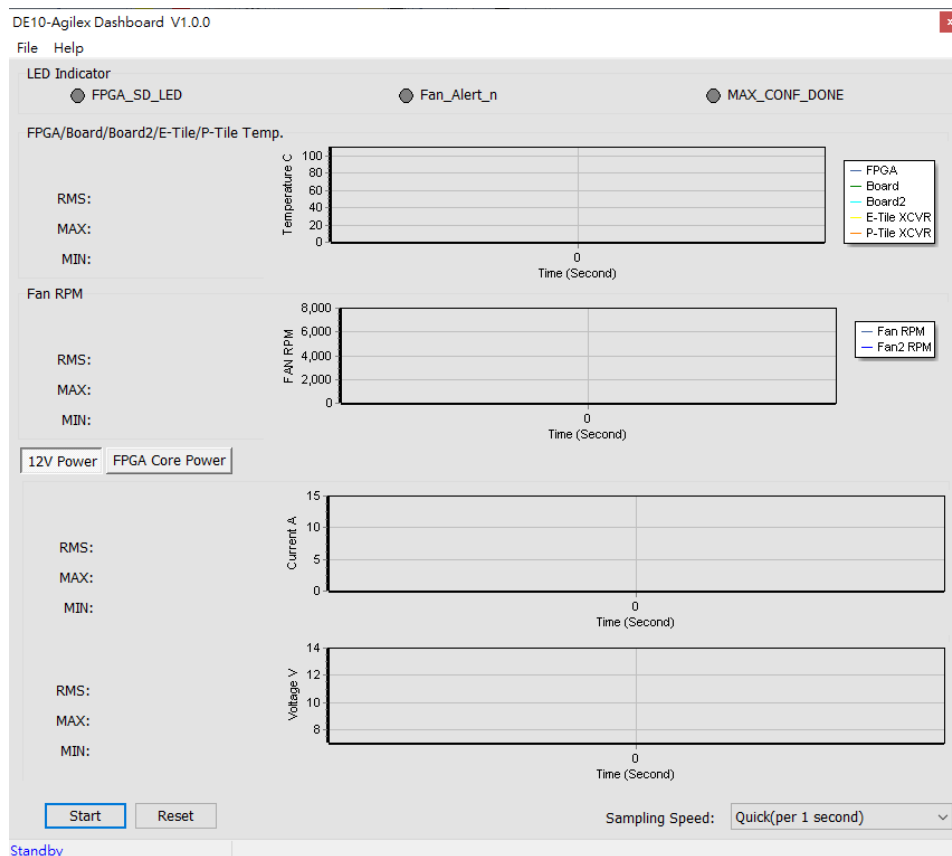 DE10-Agilex Dashboard V1.0.0
x
File Help
LED Indicator
FPGA_SD_LED Fan_Alert_n MAX_CONF_DONE
FPGA/Board/Board2/E-Tile/P-Tile Temp.
RMS:
MAX:
MIN:
Temperature C
100
80
60
40
20
0
0
Time (Second)
FPGA
Board
Board2
E-Tile XCVR
P-Tile XCVR
Fan RPM
RMS:
MAX:
MIN:
FAN RPM
8,000
6,000
4,000
2,000
0
0
Time (Second)
Fan RPM
Fan2 RPM
12V Power FPGA Core Power
RMS:
MAX:
MIN:
Current A
15
10
5
0
0
Time (Second)
RMS:
MAX:
MIN:
Voltage V
14
12
10
8
0
Time (Second)
Start Reset Sampling Speed: Quick(per 1 second)
Standby